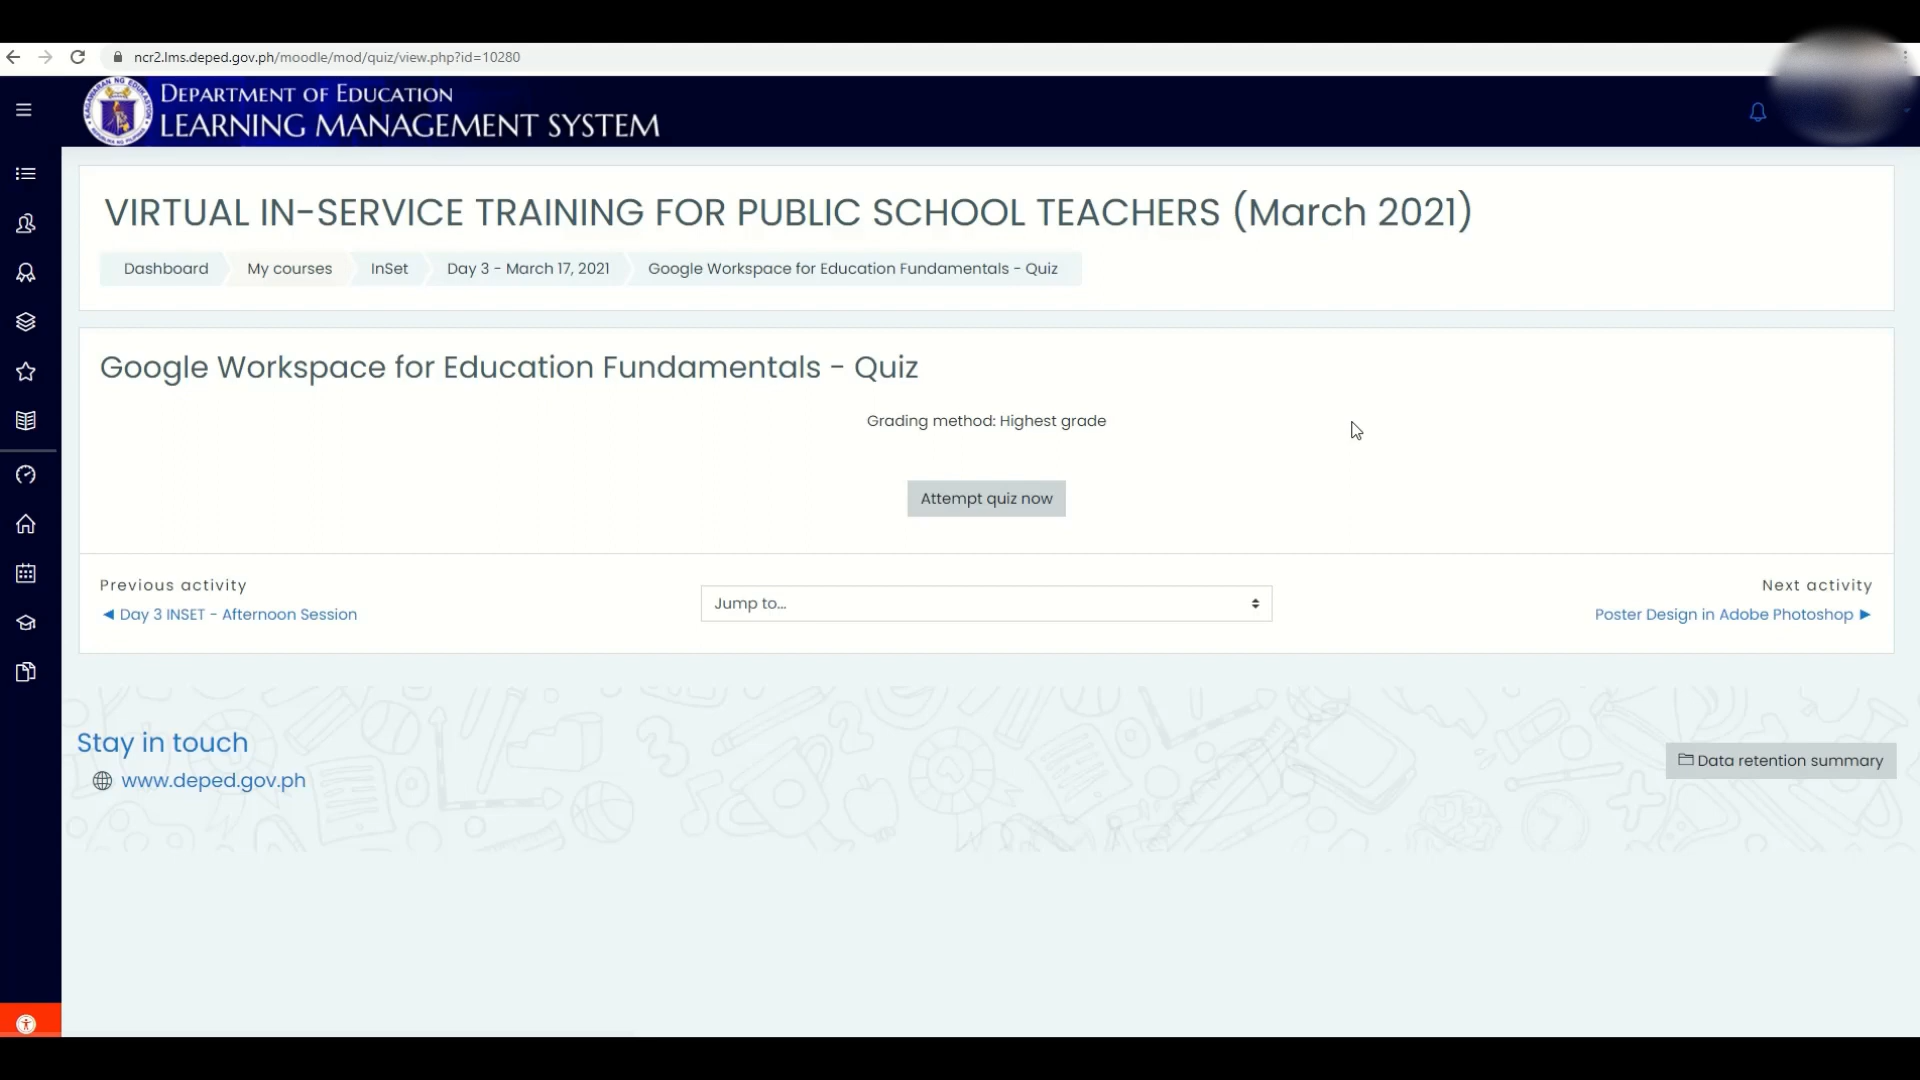 ncr2.lms.deped.gov.ph/moodle/mod/quiz/view.php?id=10280
DEPARTMENT OF EDUCATION
LEARNING MANAGEMENT SYSTEM
VIRTUAL IN-SERVICE TRAINING FOR PUBLIC SCHOOL TEACHERS (March 2021)
Dashboard My courses InSet Day 3 - March 17, 2021 Google Workspace for Education Fundamentals - Quiz
Google Workspace for Education Fundamentals - Quiz
Grading method: Highest grade
Attempt quiz now
Previous activity
◄ Day 3 INSET - Afternoon Session
Jump to...
Next activity
Poster Design in Adobe Photoshop ►
Stay in touch
www.deped.gov.ph
Data retention summary